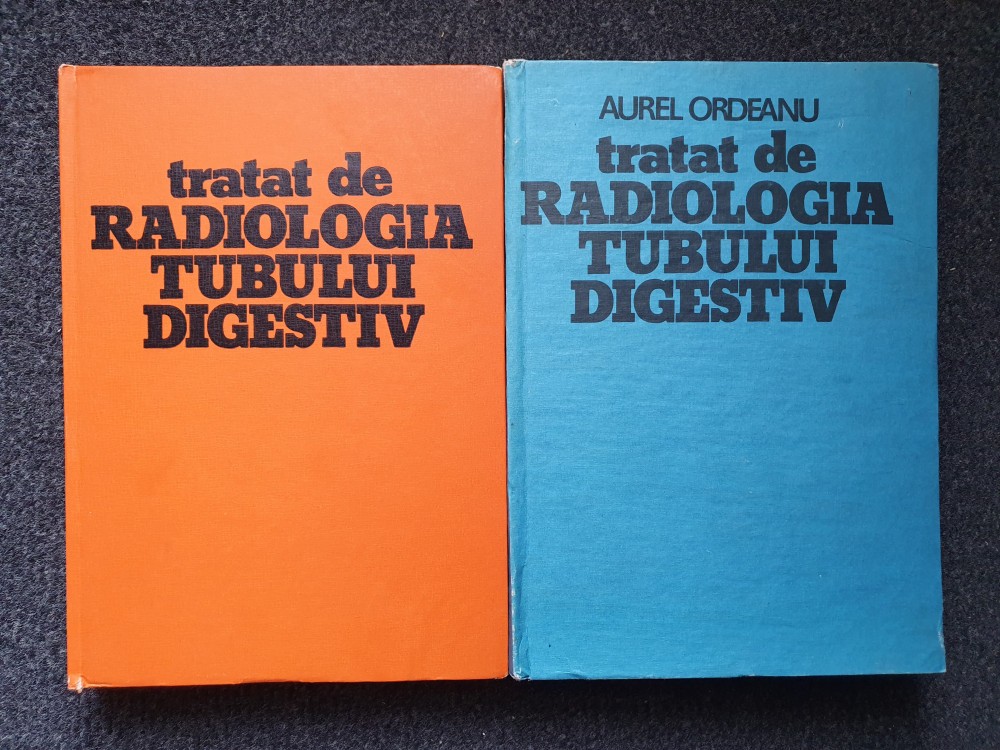 tratat de
RADIOLOGIA
TUBULUI
DIGESTIV
AUREL ORDEANU
tratat de
RADIOLOGIA
TUBULUI
DIGESTIV